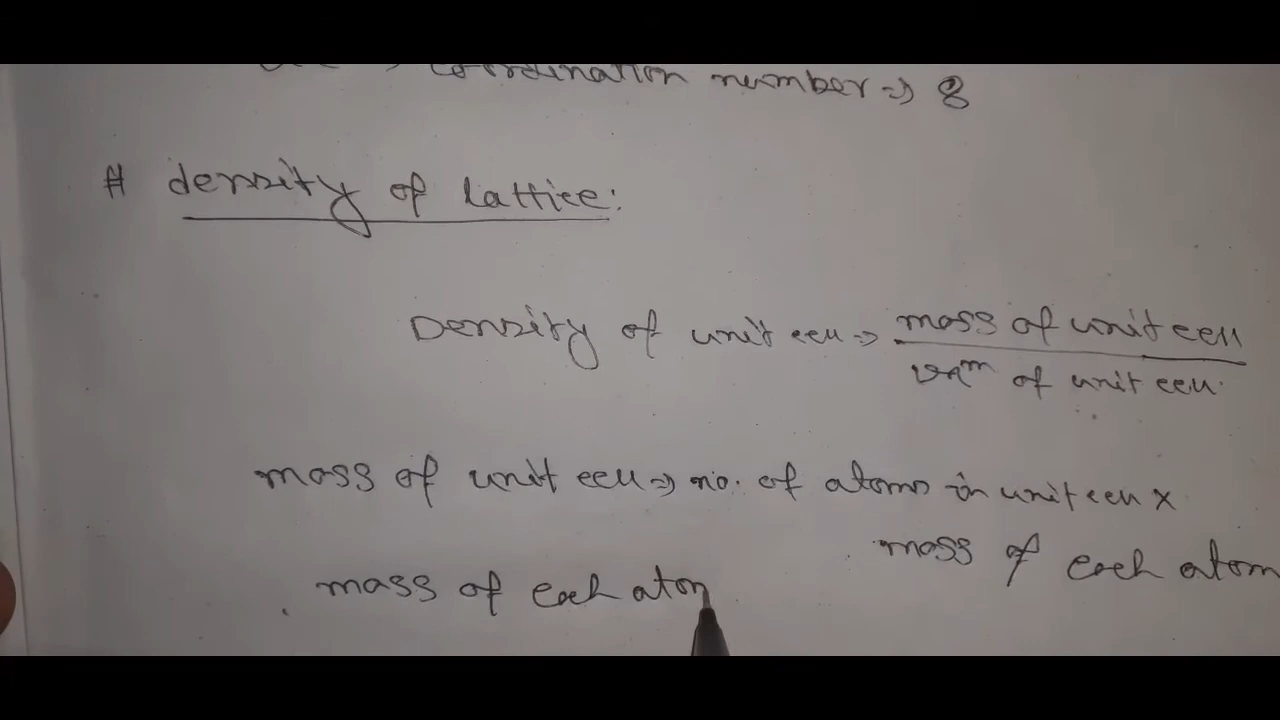 coordination number => 8
# density of lattice:
Density of unit cell => mass of unit cell
volm of unit cell.
mass of unit cell => no. of atoms in unit cell x
mass of each atom
mass of each atom